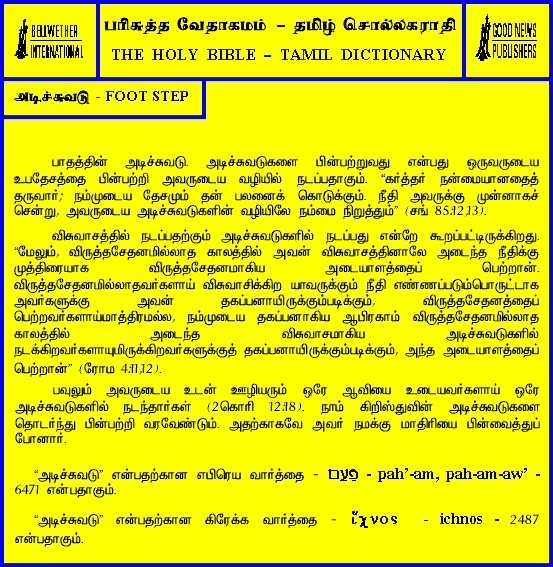 BELLWETHER
INTERNATIONAL
பரிசுத்த வேதாகமம் – தமிழ் சொல்லகராதி
THE HOLY BIBLE – TAMIL DICTIONARY
GOOD NEWS
PUBLISHERS
அடிச்சுவடு - FOOT STEP
பாதத்தின் அடிச்சுவடு. அடிச்சுவடுகளை பின்பற்றுவது என்பது ஒருவருடைய
உபதேசத்தை பின்பற்றி அவருடைய வழியில் நடப்பதாகும். “கர்த்தர் நன்மையானதைத்
தருவார்; நம்முடைய தேசமும் தன் பலனைக் கொடுக்கும். நீதி அவருக்கு முன்னாகச்
சென்று, அவருடைய அடிச்சுவடுகளின் வழியிலே நம்மை நிறுத்தும்” (சங் 85:12,13).
விசுவாசத்தில் நடப்பதற்கும் அடிச்சுவடுகளில் நடப்பது என்றே கூறப்பட்டிருக்கிறது.
“மேலும், விருத்தசேதனமில்லாத காலத்தில் அவன் விசுவாசத்தினாலே அடைந்த நீதிக்கு
முத்திரையாக விருத்தசேதனமாகிய அடையாளத்தைப் பெற்றான்.
விருத்தசேதனமில்லாதவர்களாய் விசுவாசிக்கிற யாவருக்கும் நீதி எண்ணப்படும்பொருட்டாக
அவர்களுக்கு அவன் தகப்பனாயிருக்கும்படிக்கும், விருத்தசேதனத்தைப்
பெற்றவர்களாய்மாத்திரமல்ல, நம்முடைய தகப்பனாகிய ஆபிரகாம் விருத்தசேதனமில்லாத
காலத்தில் அடைந்த விசுவாசமாகிய அடிச்சுவடுகளில்
நடக்கிறவர்களாயுமிருக்கிறவர்களுக்குத் தகப்பனாயிருக்கும்படிக்கும், அந்த அடையாளத்தைப்
பெற்றான்” (ரோம 4:11,12).
பவுலும் அவருடைய உடன் ஊழியரும் ஒரே ஆவியை உடையவர்களாய் ஒரே
அடிச்சுவடுகளில் நடந்தார்கள் (2கொரி 12:18). நாம் கிறிஸ்துவின் அடிச்சுவடுகளை
தொடர்ந்து பின்பற்றி வரவேண்டும். அதற்காகவே அவர் நமக்கு மாதிரியை பின்வைத்துப்
போனார்.
“அடிச்சுவடு” என்பதற்கான எபிரெய வார்த்தை - פַּעַם - pah’-am, pah-am-aw’ -
6471 என்பதாகும்.
“அடிச்சுவடு” என்பதற்கான கிரேக்க வார்த்தை - ἴχνος - ichnos - 2487
என்பதாகும்.